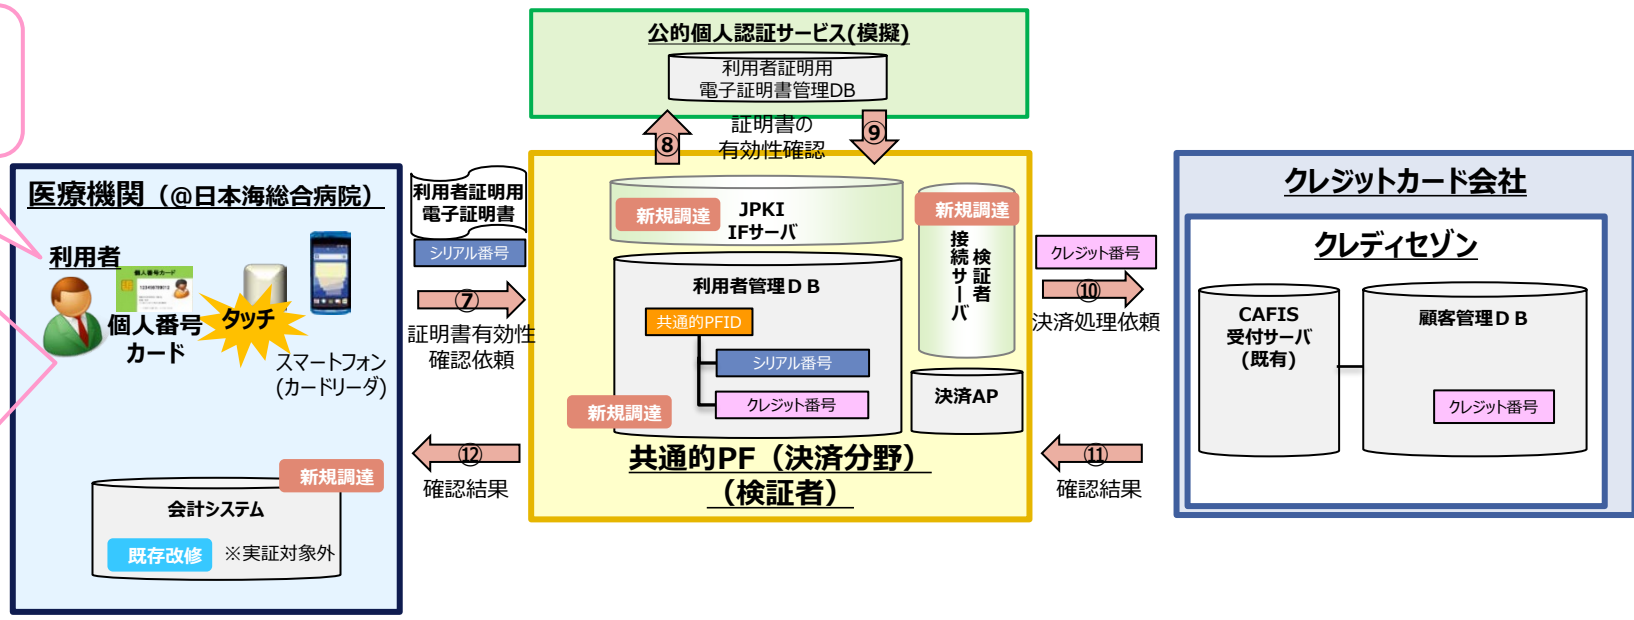 公的個人認証サービス(模擬)
利用者証明用
電子証明書管理DB
⑧
証明書の
有効性確認
⑨
医療機関（@日本海総合病院）
利用者
個人番号カード
個人番号
カード
タッチ
スマートフォン
(カードリーダ)
新規調達
会計システム
既存改修
※実証対象外
利用者証明用
電子証明書
シリアル番号
⑦
証明書有効性
確認依頼
⑫
確認結果
新規調達
JPKI
IFサーバ
利用者管理ＤＢ
共通的PFID
シリアル番号
クレジット番号
新規調達
新規調達
検証者
接続サーバ
決済AP
共通的PF（決済分野）
（検証者）
クレジット番号
⑩
決済処理依頼
⑪
確認結果
クレジットカード会社
クレディセゾン
CAFIS
受付サーバ
(既有)
顧客管理ＤＢ
クレジット番号